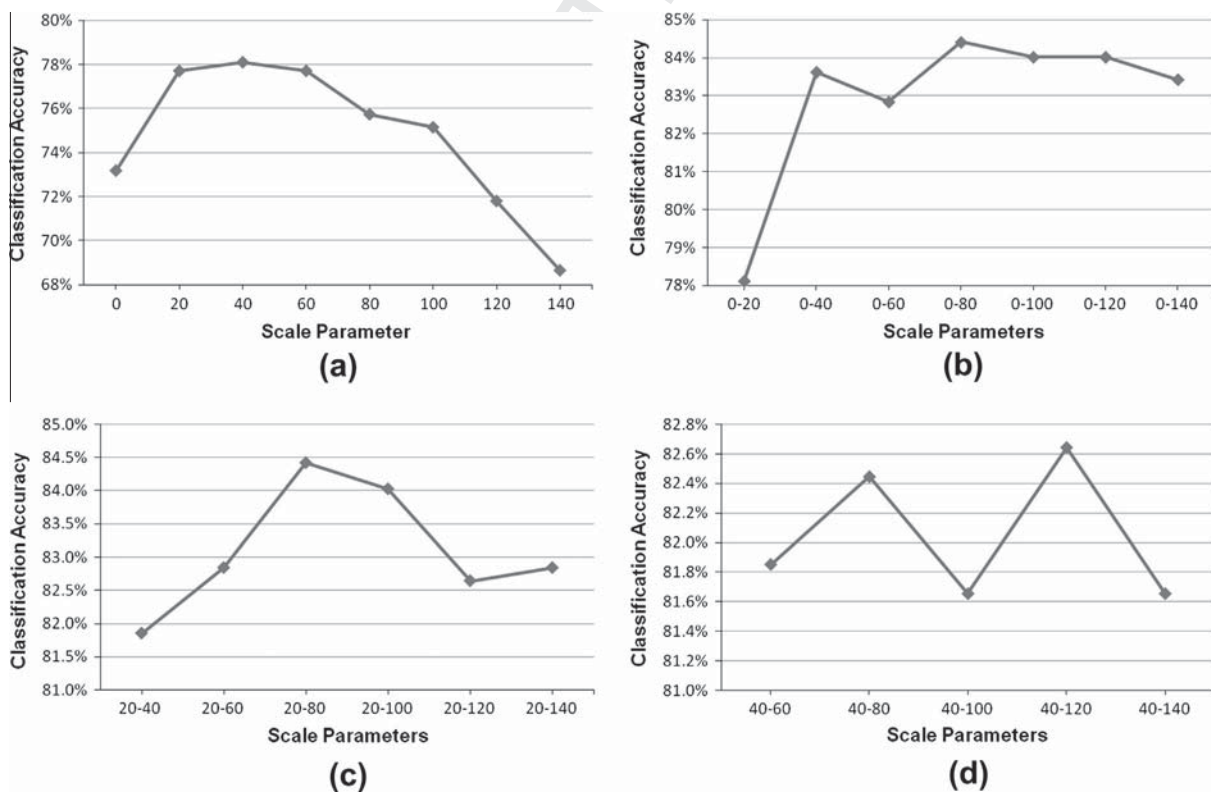 80%
78%
76%
74%
72%
70%
68%
Classification Accuracy
0 20 40 60 80 100 120 140
Scale Parameter
(a)
85%
84%
83%
82%
81%
80%
79%
78%
Classification Accuracy
0-20 0-40 0-60 0-80 0-100 0-120 0-140
Scale Parameters
(b)
85.0%
84.5%
84.0%
83.5%
83.0%
82.5%
82.0%
81.5%
81.0%
Classification Accuracy
20-40 20-60 20-80 20-100 20-120 20-140
Scale Parameters
(c)
82.8%
82.6%
82.4%
82.2%
82.0%
81.8%
81.6%
81.4%
81.2%
81.0%
Classification Accuracy
40-60 40-80 40-100 40-120 40-140
Scale Parameters
(d)